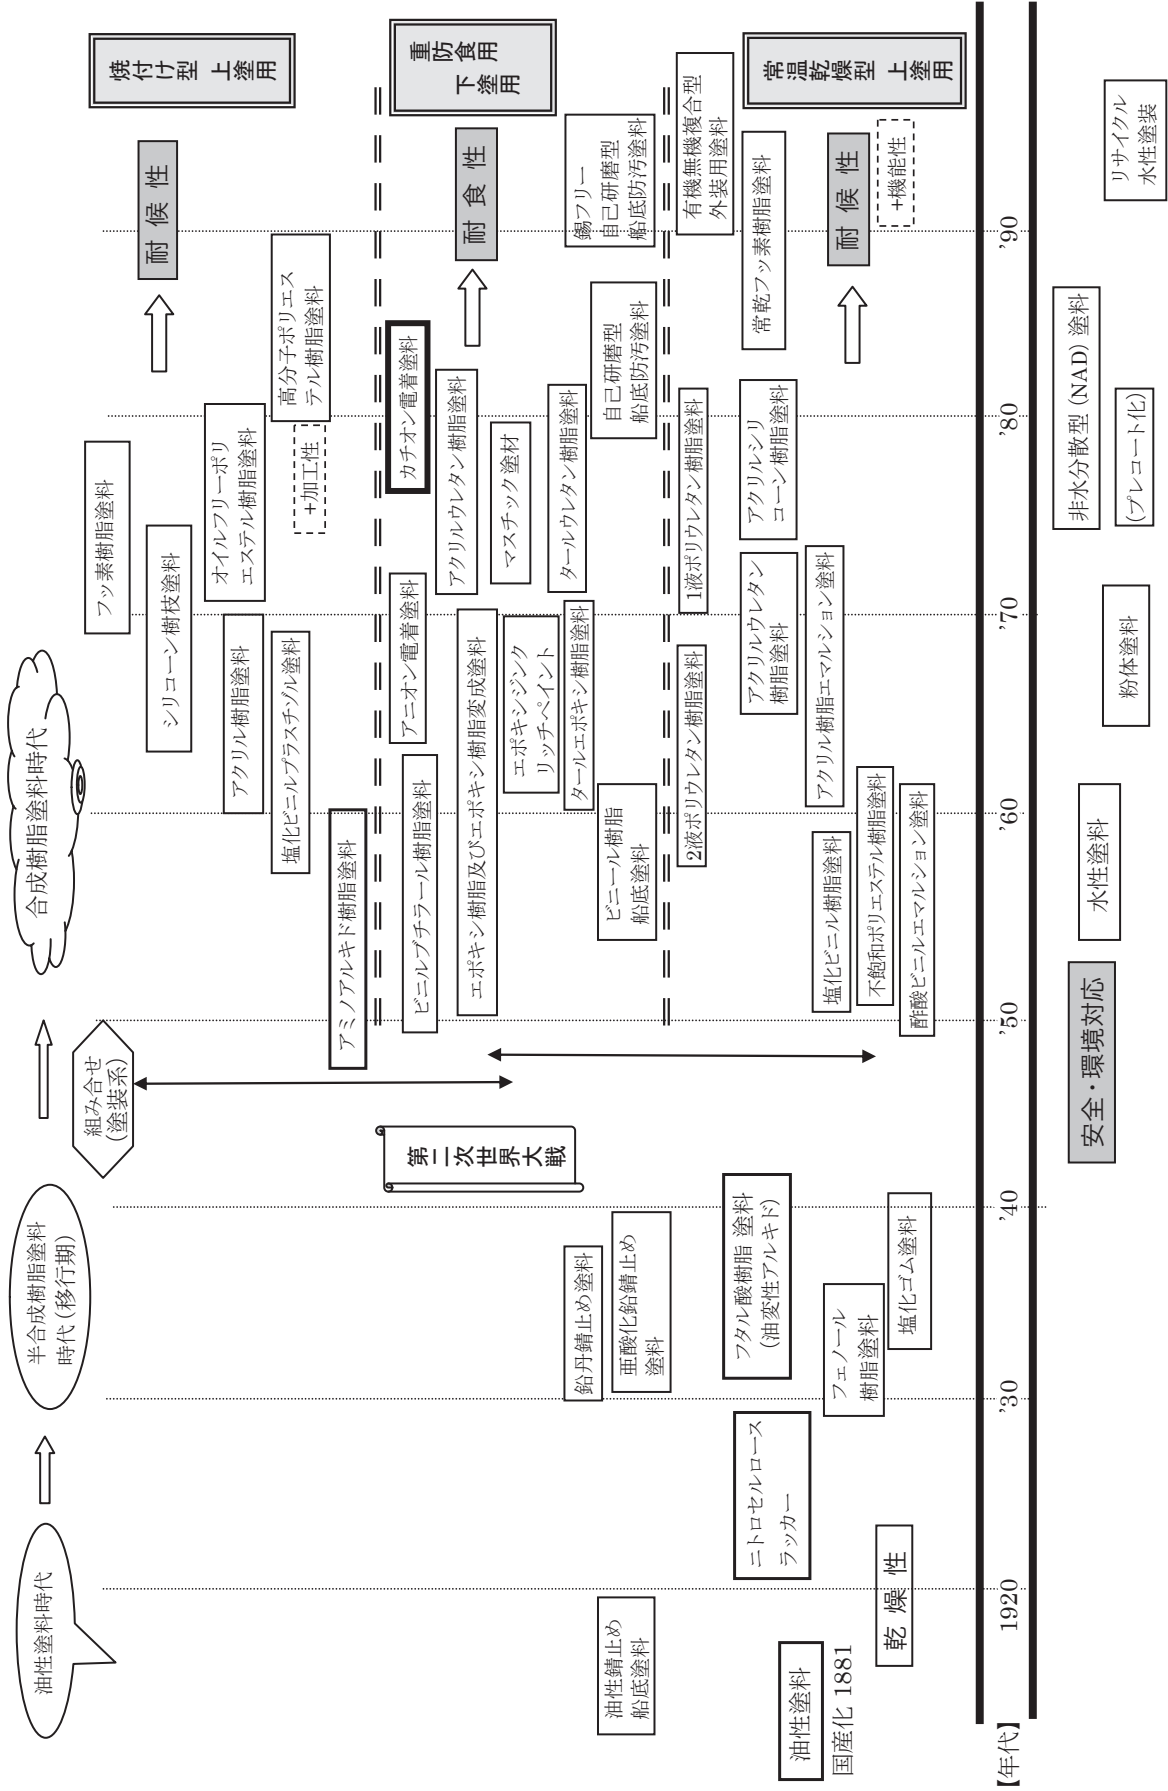 油性塗料時代
半合成樹脂塗料
時代（移行期）
組み合せ
（塗装系）
合成樹脂塗料時代
焼付け型 上塗用
耐 候 性
フッ素樹脂塗料
シリコーン樹枝塗料
オイルフリーポリ
エステル樹脂塗料
アクリル樹脂塗料
高分子ポリエス
テル樹脂塗料
+加工性
塩化ビニルプラスチゾル塗料
アミノアルキド樹脂塗料
重防食用
下塗用
耐 食 性
第二次世界大戦
カチオン電着塗料
アニオン電着塗料
ビニルブチラール樹脂塗料
アクリルウレタン樹脂塗料
エポキシ樹脂及びエポキシ樹脂変成塗料
マスチック塗材
エポキシジンク
リッチペイント
タールウレタン樹脂塗料
タールエポキシ樹脂塗料
錫フリー
自己研磨型
船底防汚塗料
自己研磨型
船底防汚塗料
ビニール樹脂
船底塗料
鉛丹錆止め塗料
亜酸化鉛錆止め
塗料
油性錆止め
船底塗料
常温乾燥型 上塗用
有機無機複合型
外装用塗料
1液ポリウレタン樹脂塗料
2液ポリウレタン樹脂塗料
常乾フッ素樹脂塗料
アクリルシリ
コーン樹脂塗料
アクリルウレタン
樹脂塗料
フタル酸樹脂 塗料
（油変性アルキド）
ニトロセルロース
ラッカー
油性塗料
国産化 1881
耐 候 性
+機能性
アクリル樹脂エマルション塗料
塩化ビニル樹脂塗料
不飽和ポリエステル樹脂塗料
酢酸ビニルエマルション塗料
フェノール
樹脂塗料
塩化ゴム塗料
乾 燥 性
【年代】
1920
’30
’40
’50
’60
’70
’80
’90
安全・環境対応
水性塗料
粉体塗料
非水分散型 (NAD) 塗料
（プレコート化）
リサイクル
水性塗装